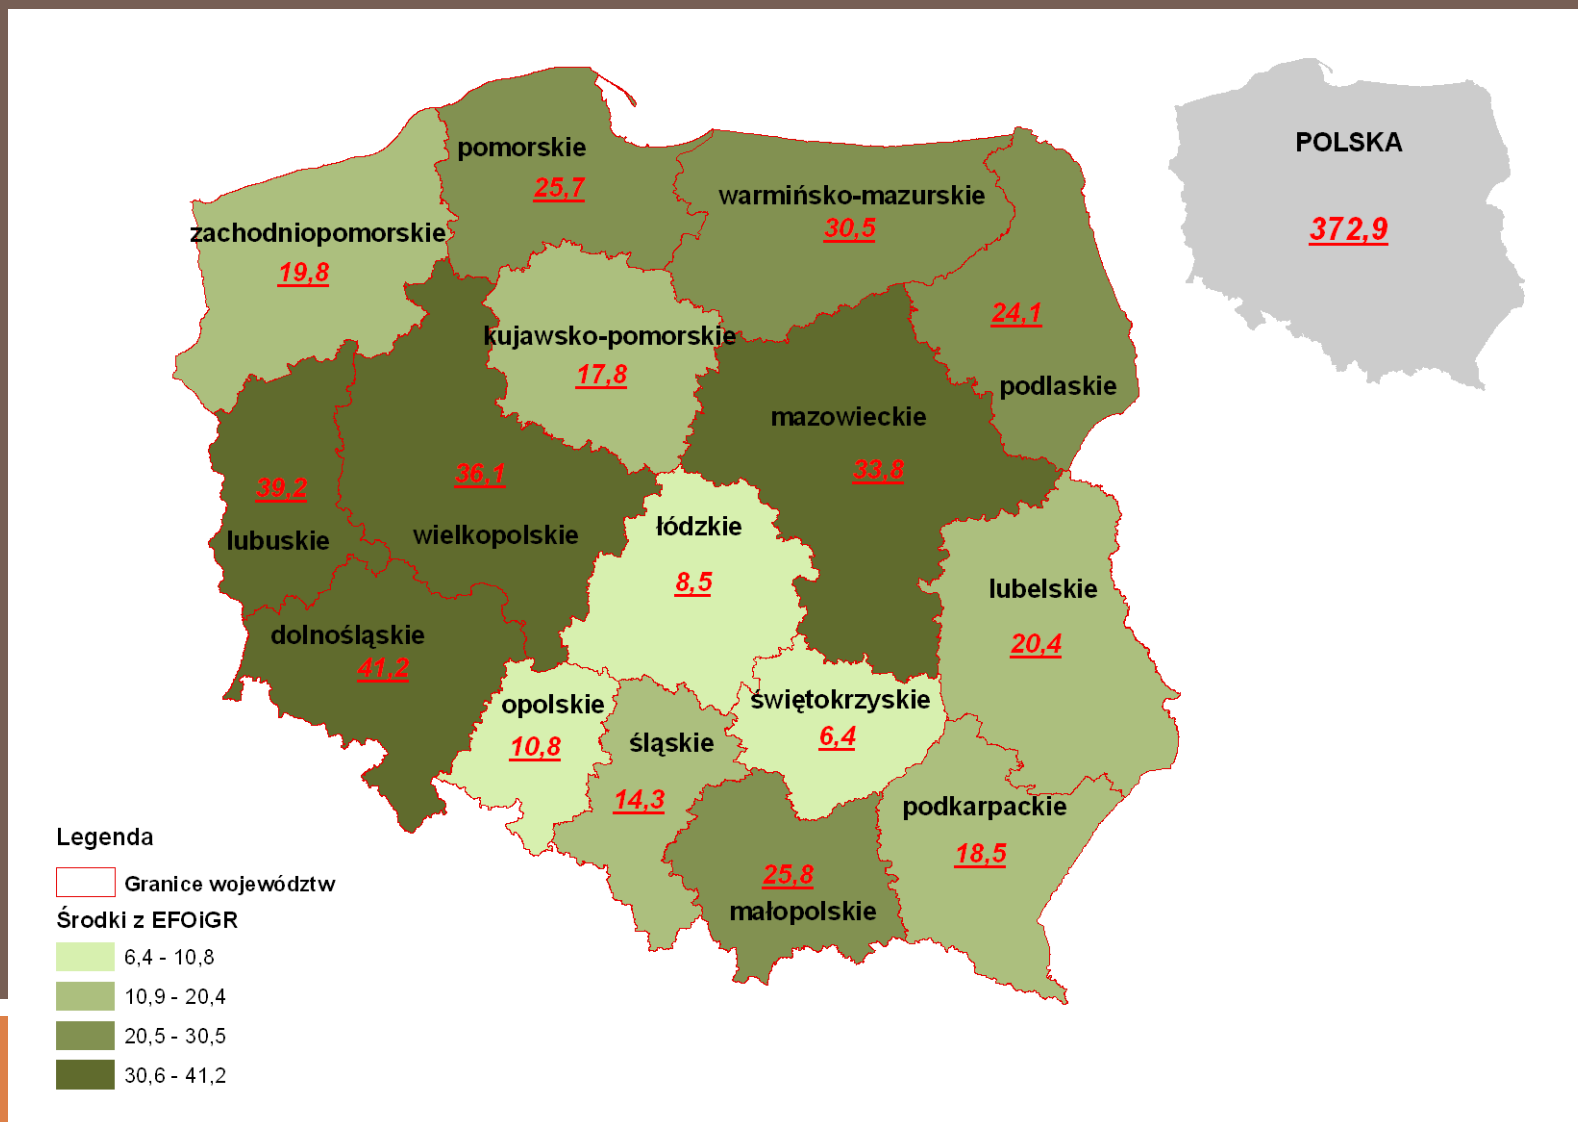 POLSKA
372,9
pomorskie
25,7
warmińsko-mazurskie
30,5
zachodniopomorskie
19,8
kujawsko-pomorskie
17,8
24,1
podlaskie
mazowieckie
33,8
39,2
lubuskie
36,1
wielkopolskie
łódzkie
8,5
lubelskie
20,4
dolnośląskie
41,2
opolskie
10,8
śląskie
14,3
świętokrzyskie
6,4
podkarpackie
18,5
25,8
małopolskie
Legenda
Granice województw
Środki z EFOiGR
6,4 - 10,8
10,9 - 20,4
20,5 - 30,5
30,6 - 41,2